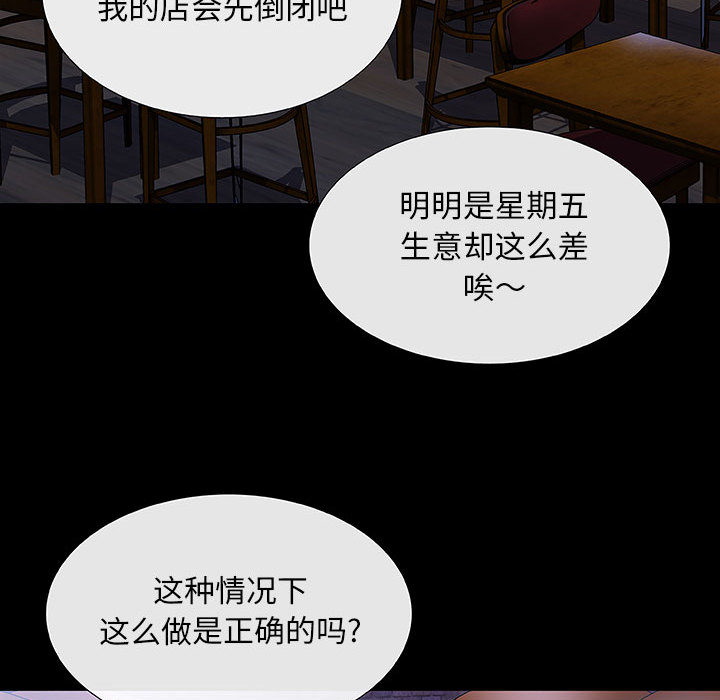 我的店会先倒闭吧
明明是星期五
生意却这么差
唉～
这种情况下
这么做是正确的吗?